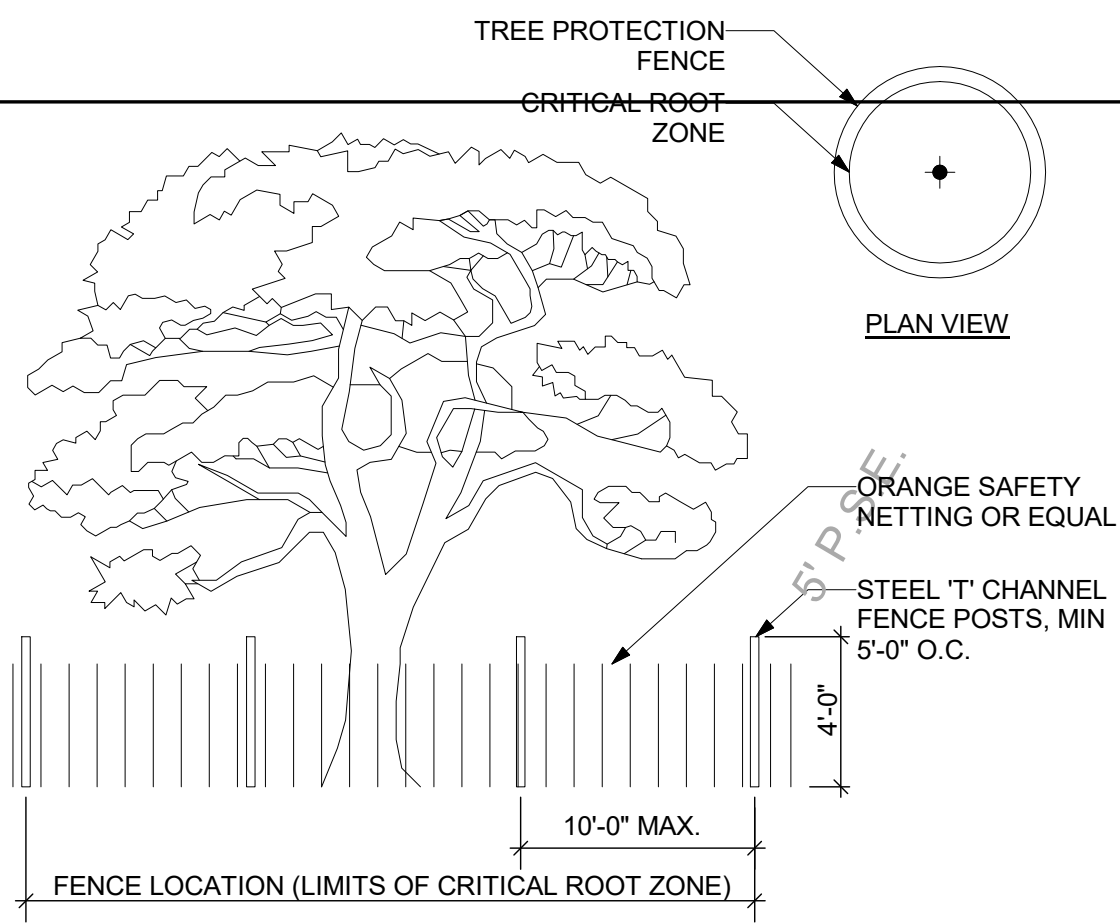 TREE PROTECTION
FENCE
CRITICAL ROOT
ZONE
PLAN VIEW
ORANGE SAFETY
NETTING OR EQUAL
5' P.S.E.
STEEL 'T' CHANNEL
FENCE POSTS, MIN
5'-0" O.C.
4'-0"
10'-0" MAX.
FENCE LOCATION (LIMITS OF CRITICAL ROOT ZONE)